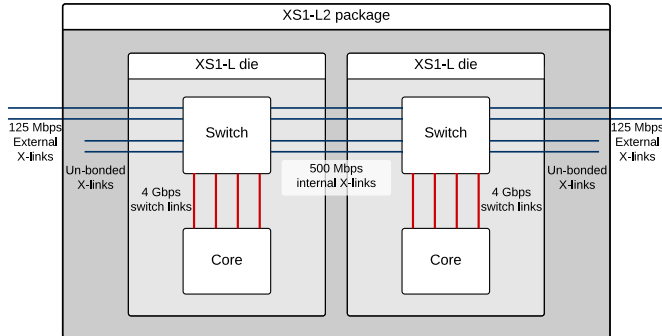 XS1-L2 package
XS1-L die
XS1-L die
Switch
Switch
125 Mbps
External
X-links
125 Mbps
External
X-links
Un-bonded
X-links
500 Mbps
internal X-links
Un-bonded
X-links
4 Gbps
switch links
4 Gbps
switch links
Core
Core